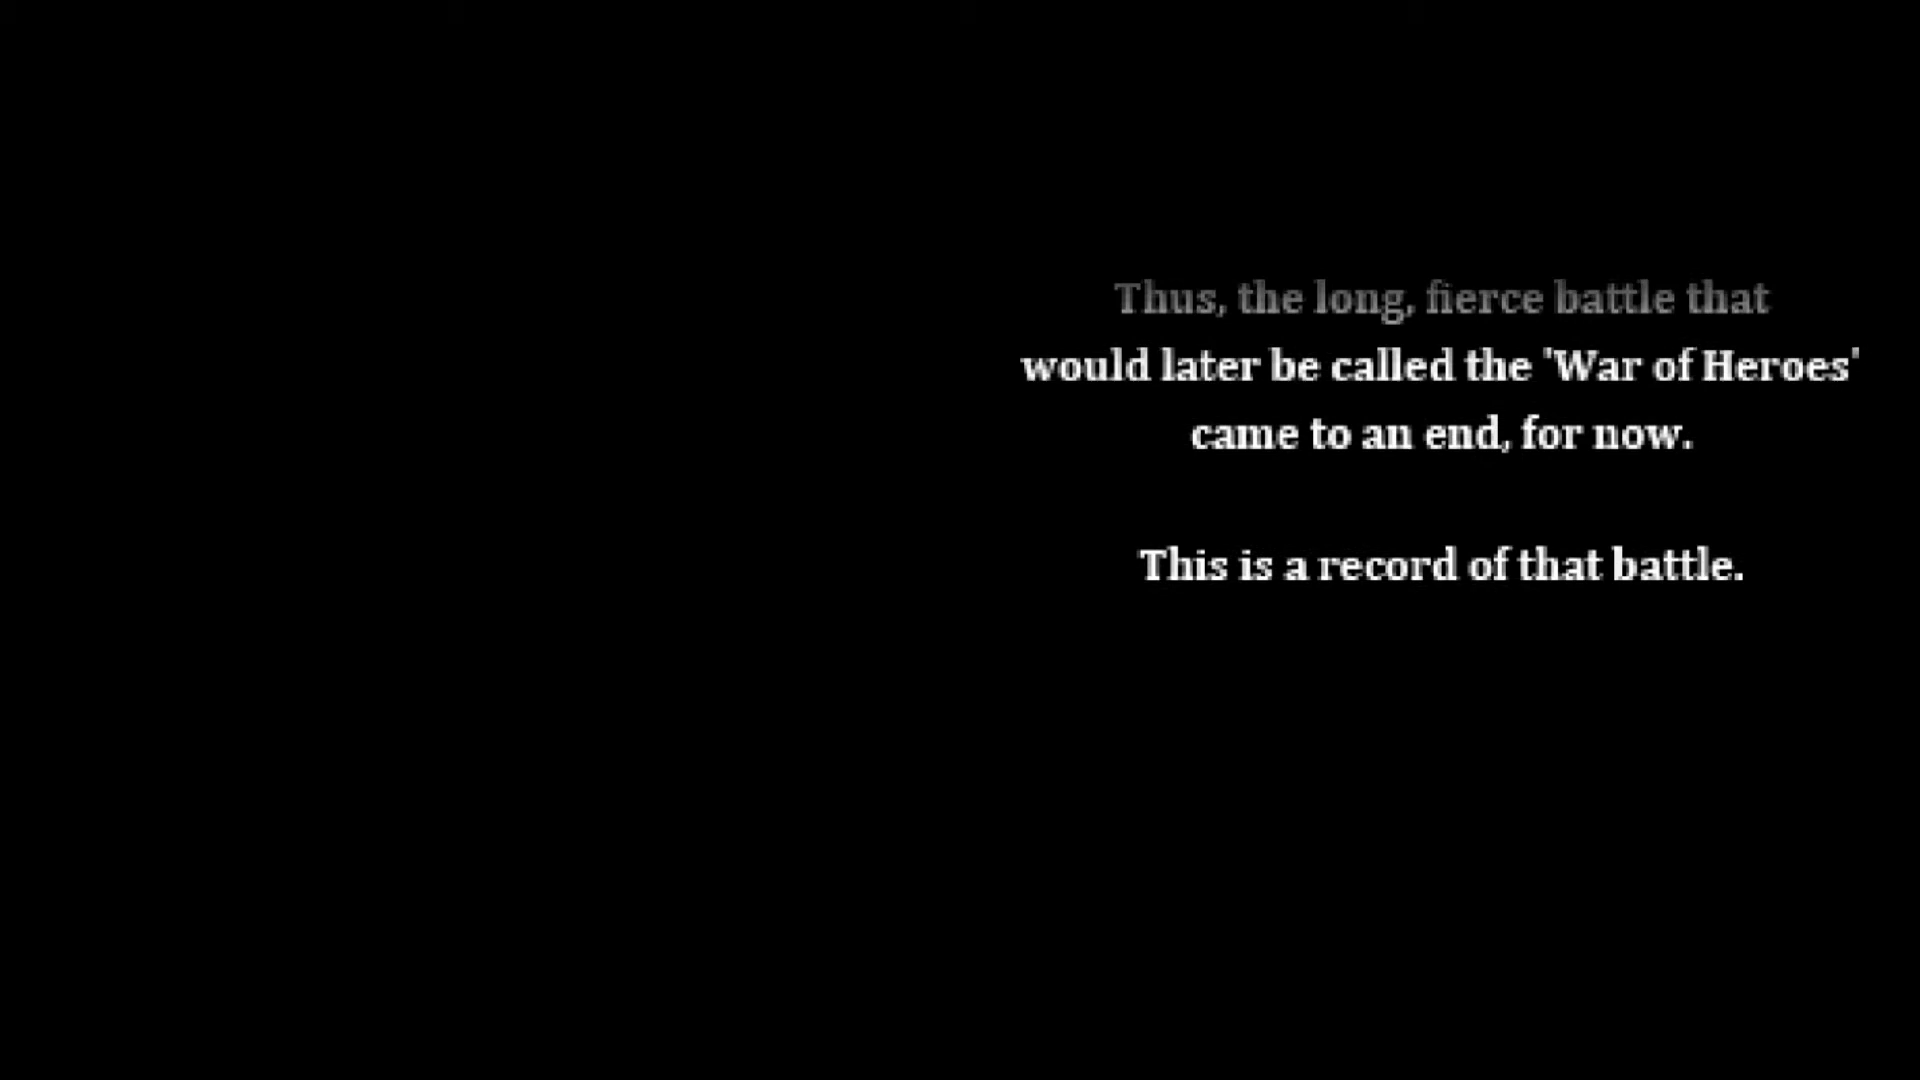 Thus, the long, fierce battle that
would later be called the 'War of Heroes'
came to an end, for now.
This is a record of that battle.